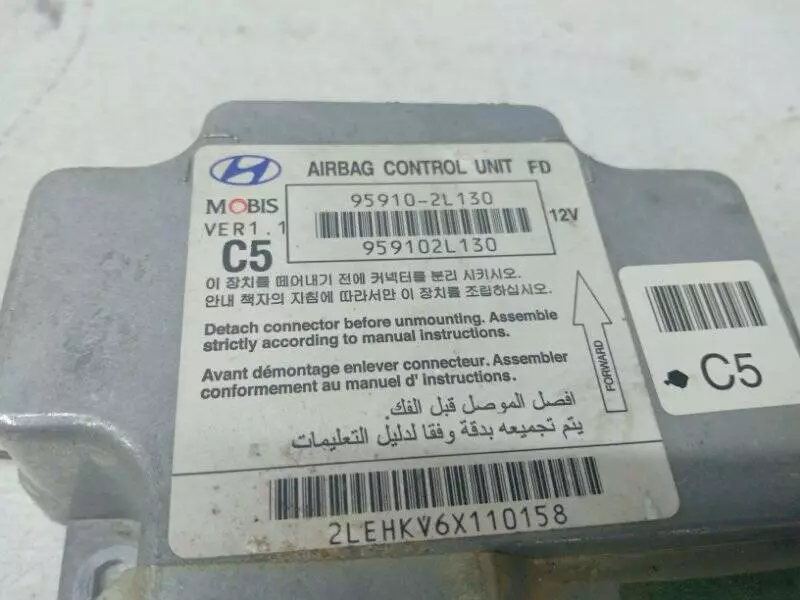 AIRBAG CONTROL UNIT FD
MOBIS
95910-2L130
VER1.1
12V
C5
959102L130
이 장치를 떼어내기 전에 커넥터를 분리 시키시오.
안내 책자의 지침에 따라서만 이 장치를 조립하십시오.
Detach connector before unmounting. Assemble
strictly according to manual instructions.
Avant démontage enlever connecteur. Assembler
conformement au manuel d' instructions.
افصل الموصل قبل الفك.
يتم تجميعه بدقة وفقا لدليل التعليمات
FORWARD
2LEHKV6X110158
C5